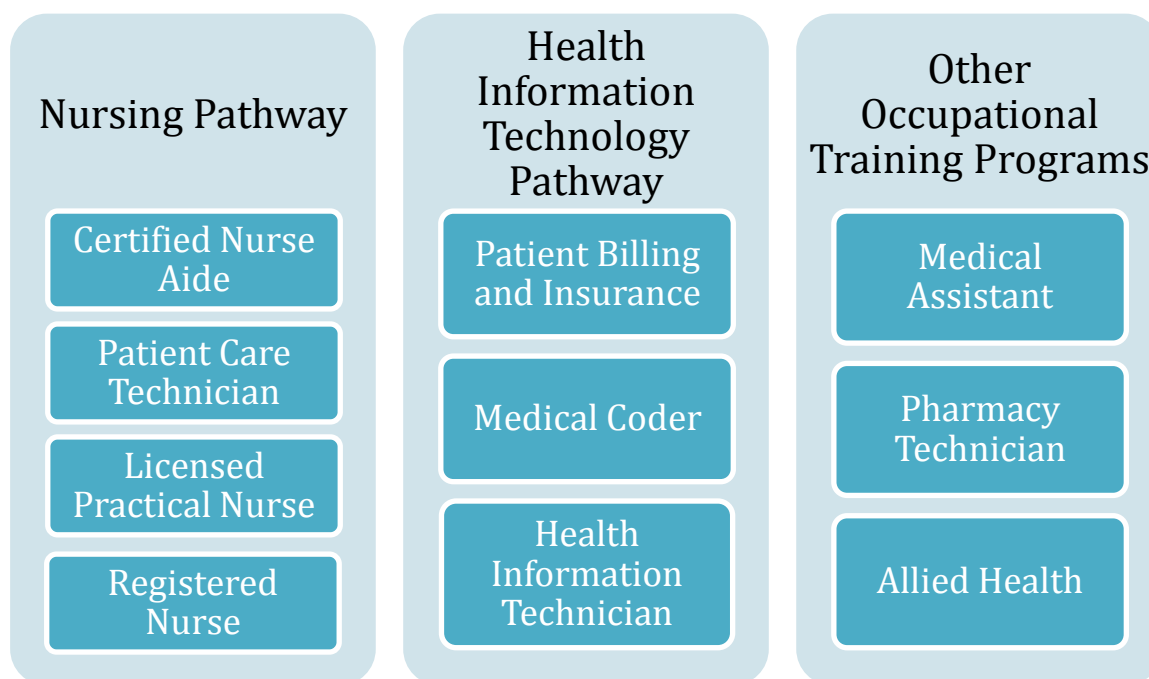 Nursing Pathway
Certified Nurse
Aide
Patient Care
Technician
Licensed
Practical Nurse
Registered
Nurse
Health
Information
Technology
Pathway
Patient Billing
and Insurance
Medical Coder
Health
Information
Technician
Other
Occupational
Training Programs
Medical
Assistant
Pharmacy
Technician
Allied Health